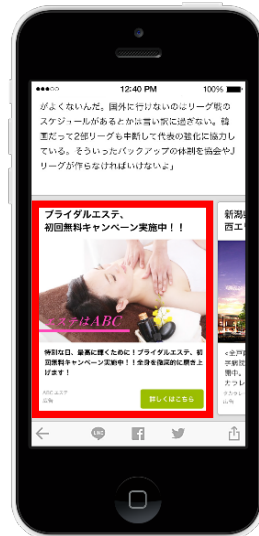 12:40 PM
100%
がよくないんだ。国外に行けないのはリーグ戦の
スケジュールがあるとかは言い訳に過ぎない。韓
国だって2部リーグも中断して代表の強化に協力し
ている。そういったバックアップの体制を協会やJ
リーグが作らなければいけないよ」
ブライダルエステ、
初回無料キャンペーン実施中！！
新潟
西エ
エステはABC
特別な日、最高に輝くために！ブライダルエステ、初
回無料キャンペーン実施中！！全身を徹底的に磨き上
げます！
ABCエステ
広告
詳しくはこちら
広告